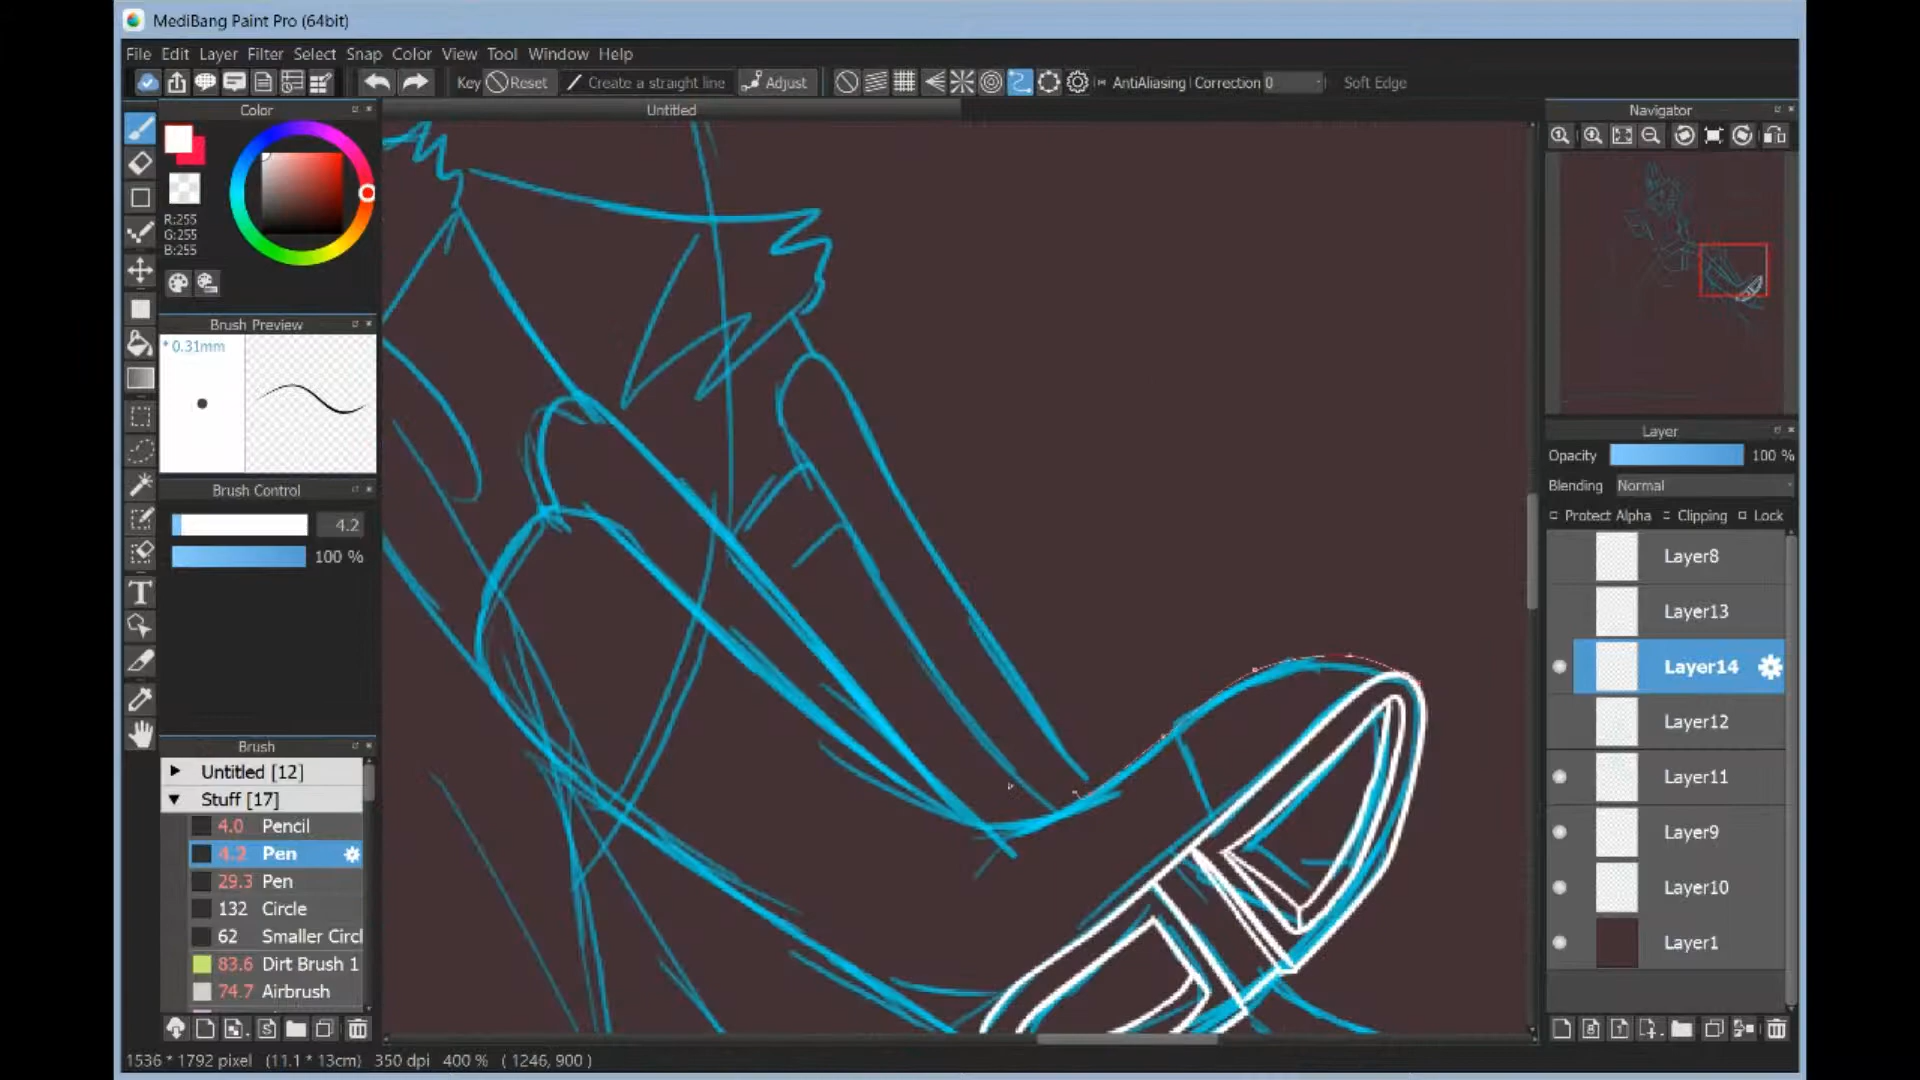 MediBang Paint Pro (64bit)
File Edit Layer Filter Select Snap Color View Tool Window Help
Key Reset Create a straight line Adjust AntiAliasing Correction 0 Soft Edge
Color
Untitled
Navigator
R:255
G:255
B:255
Brush Preview
* 0.31mm
Layer
Opacity 100 %
Blending Normal
Brush Control
Protect Alpha Clipping Lock
4.2
100 %
Layer8
Layer13
Layer14
Layer12
Layer11
Layer9
Layer10
Layer1
Brush
Untitled [12]
Stuff [17]
4.0 Pencil
4.2 Pen
29.3 Pen
132 Circle
62 Smaller Circl
83.6 Dirt Brush 1
74.7 Airbrush
1536 * 1792 pixel (11.1 * 13cm) 350 dpi 400 % ( 1246, 900 )